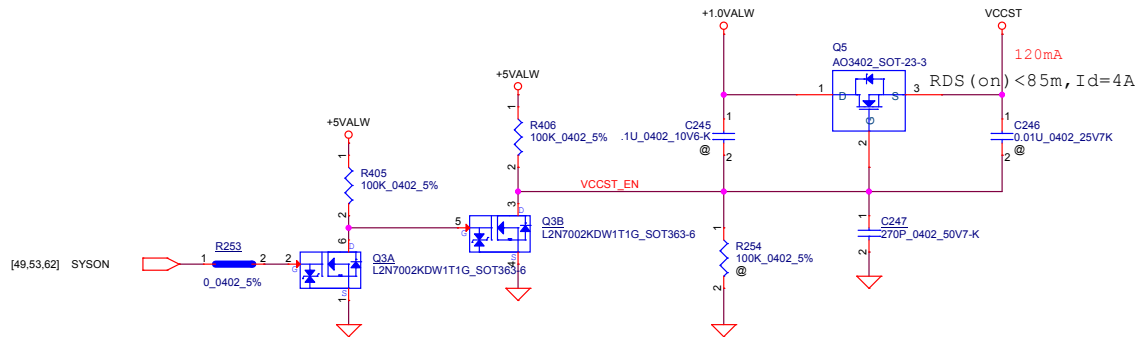 +1.0VALW
VCCST
Q5
AO3402_SOT-23-3
120mA
RDS(on)<85m,Id=4A
1
D
S
3
G
2
+5VALW
1
R406
100K_0402_5%
2
C245
.1U_0402_10V6-K
@
1
2
C246
0.01U_0402_25V7K
@
1
2
+5VALW
1
R405
100K_0402_5%
2
VCCST_EN
3
D
5
G
Q3B
L2N7002KDW1T1G_SOT363-6
S
4
6
D
Q3A
L2N7002KDW1T1G_SOT363-6
G
S
1
[49,53,62] SYSON
1
R253
2
2
0_0402_5%
1
R254
100K_0402_5%
@
2
1
C247
270P_0402_50V7-K
2